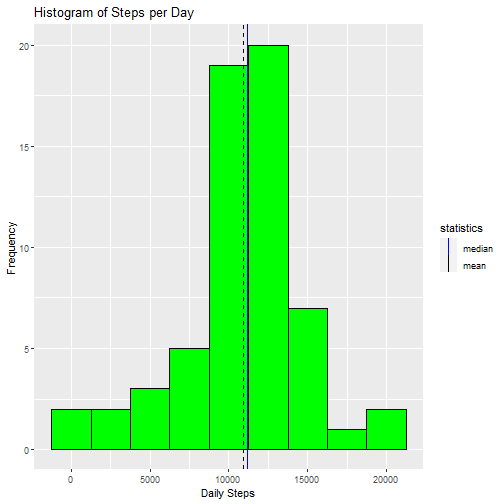 Histogram of Steps per Day
Frequency
20
15
10
5
0
0 5000 10000 15000 20000
Daily Steps
statistics
median
mean